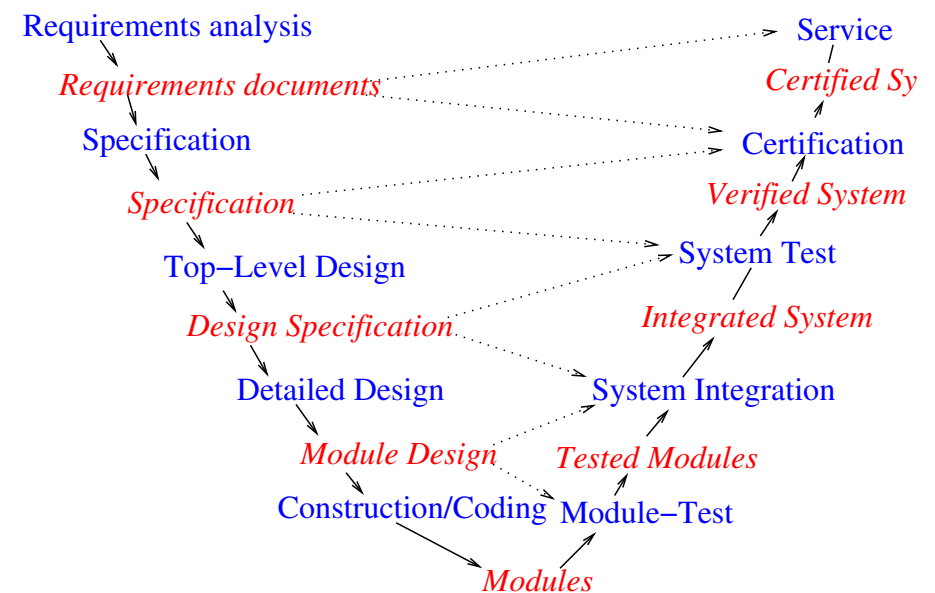 Requirements analysis
Service
Requirements documents
Certified Sy
Specification
Certification
Specification
Verified System
Top−Level Design
System Test
Design Specification
Integrated System
Detailed Design
System Integration
Module Design
Tested Modules
Construction/Coding
Module−Test
Modules